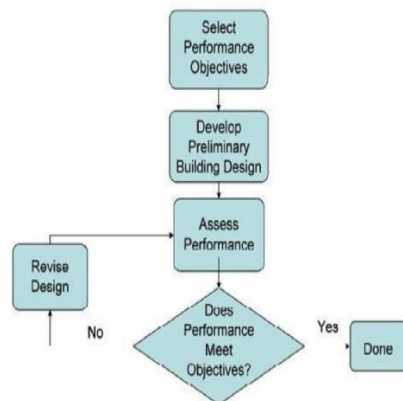 Select
Performance
Objectives
Develop
Preliminary
Building Design
Assess
Performance
Revise
Design
Does
Performance
Meet
Objectives?
No
Yes
Done